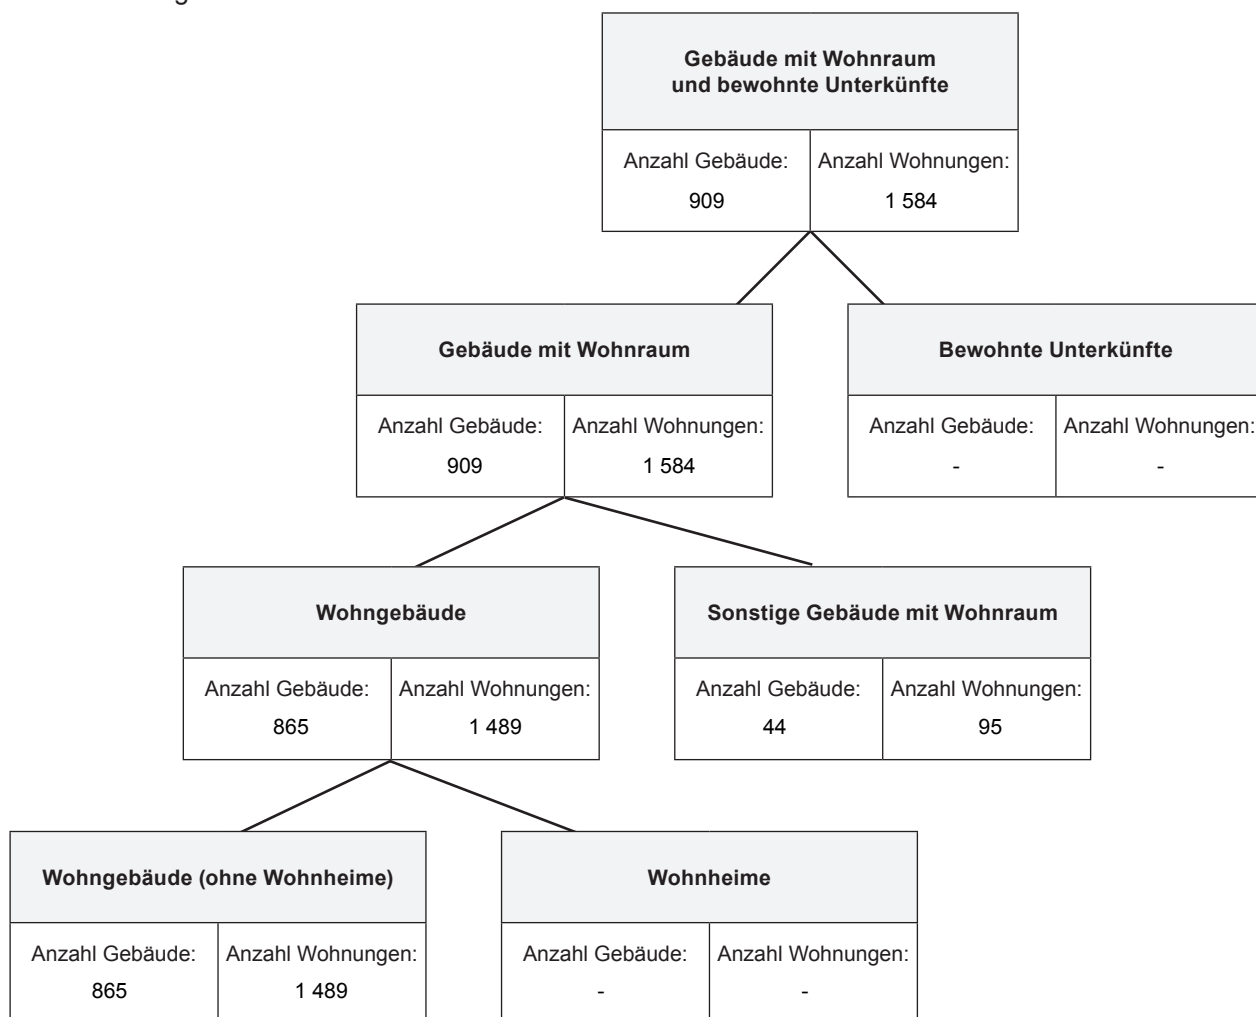 Gebäude mit Wohnraum
und bewohnte Unterkünfte
Anzahl Gebäude: Anzahl Wohnungen:
909 1 584
Gebäude mit Wohnraum
Bewohnte Unterkünfte
Anzahl Gebäude: Anzahl Wohnungen:
909 1 584
Anzahl Gebäude: Anzahl Wohnungen:
- -
Wohngebäude
Sonstige Gebäude mit Wohnraum
Anzahl Gebäude: Anzahl Wohnungen:
865 1 489
Anzahl Gebäude: Anzahl Wohnungen:
44 95
Wohngebäude (ohne Wohnheime)
Wohnheime
Anzahl Gebäude: Anzahl Wohnungen:
865 1 489
Anzahl Gebäude: Anzahl Wohnungen:
- -